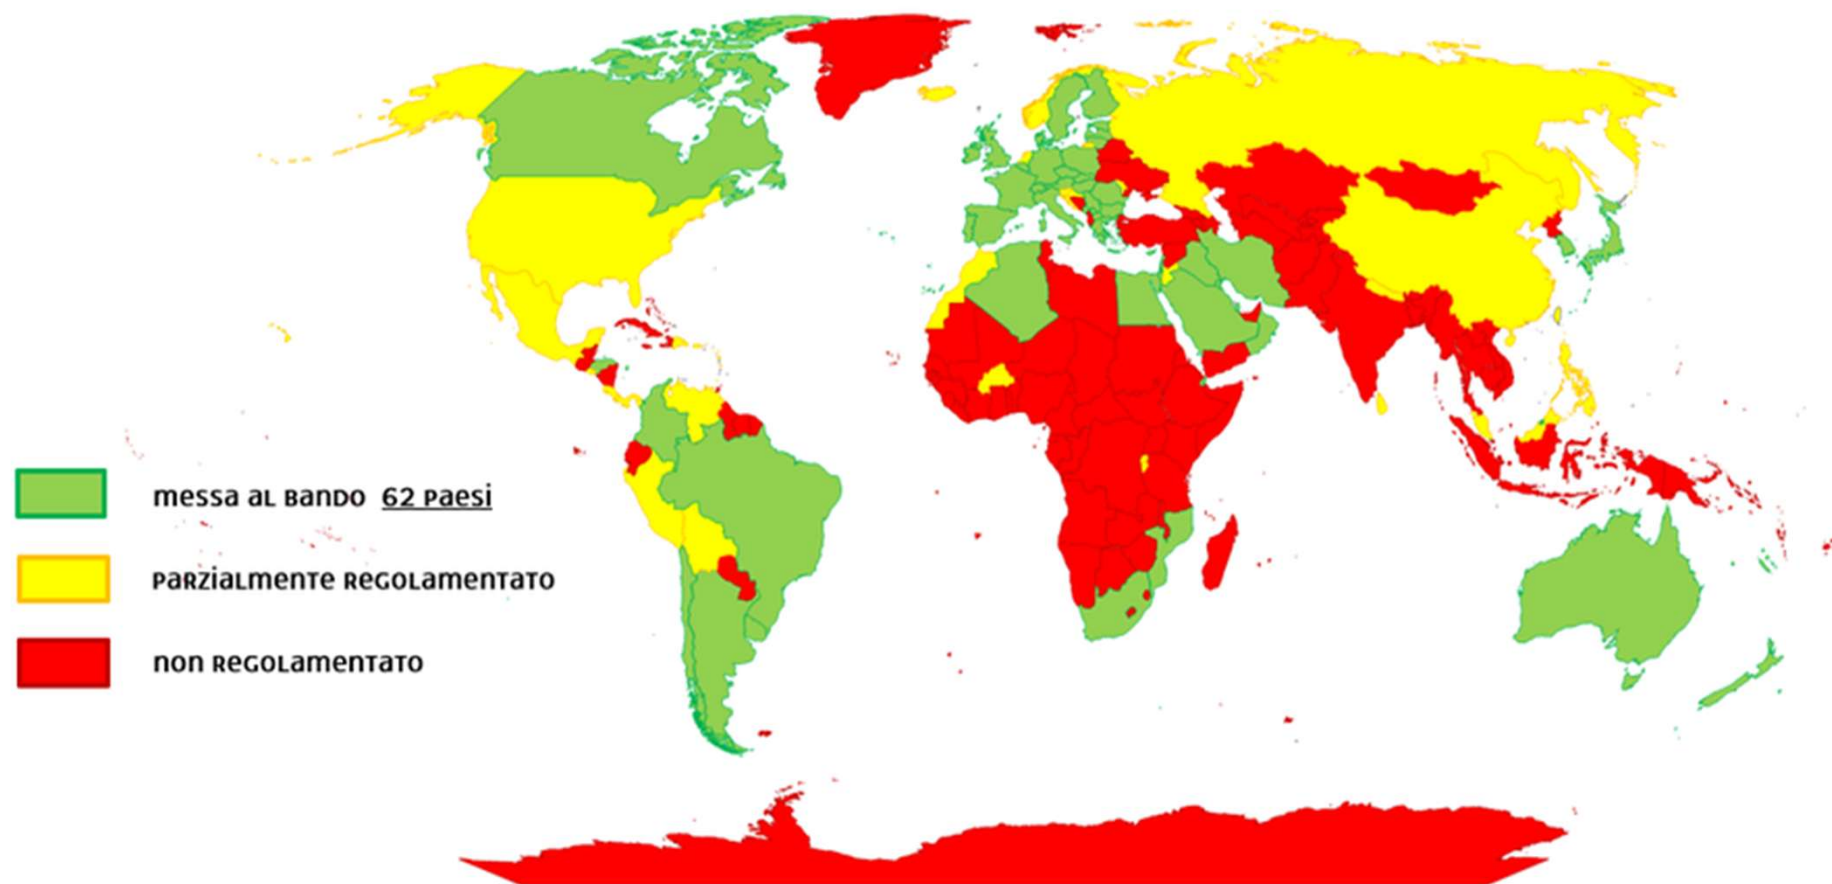 messa al bando 62 Paesi
parzialmente regolamentato
non regolamentato